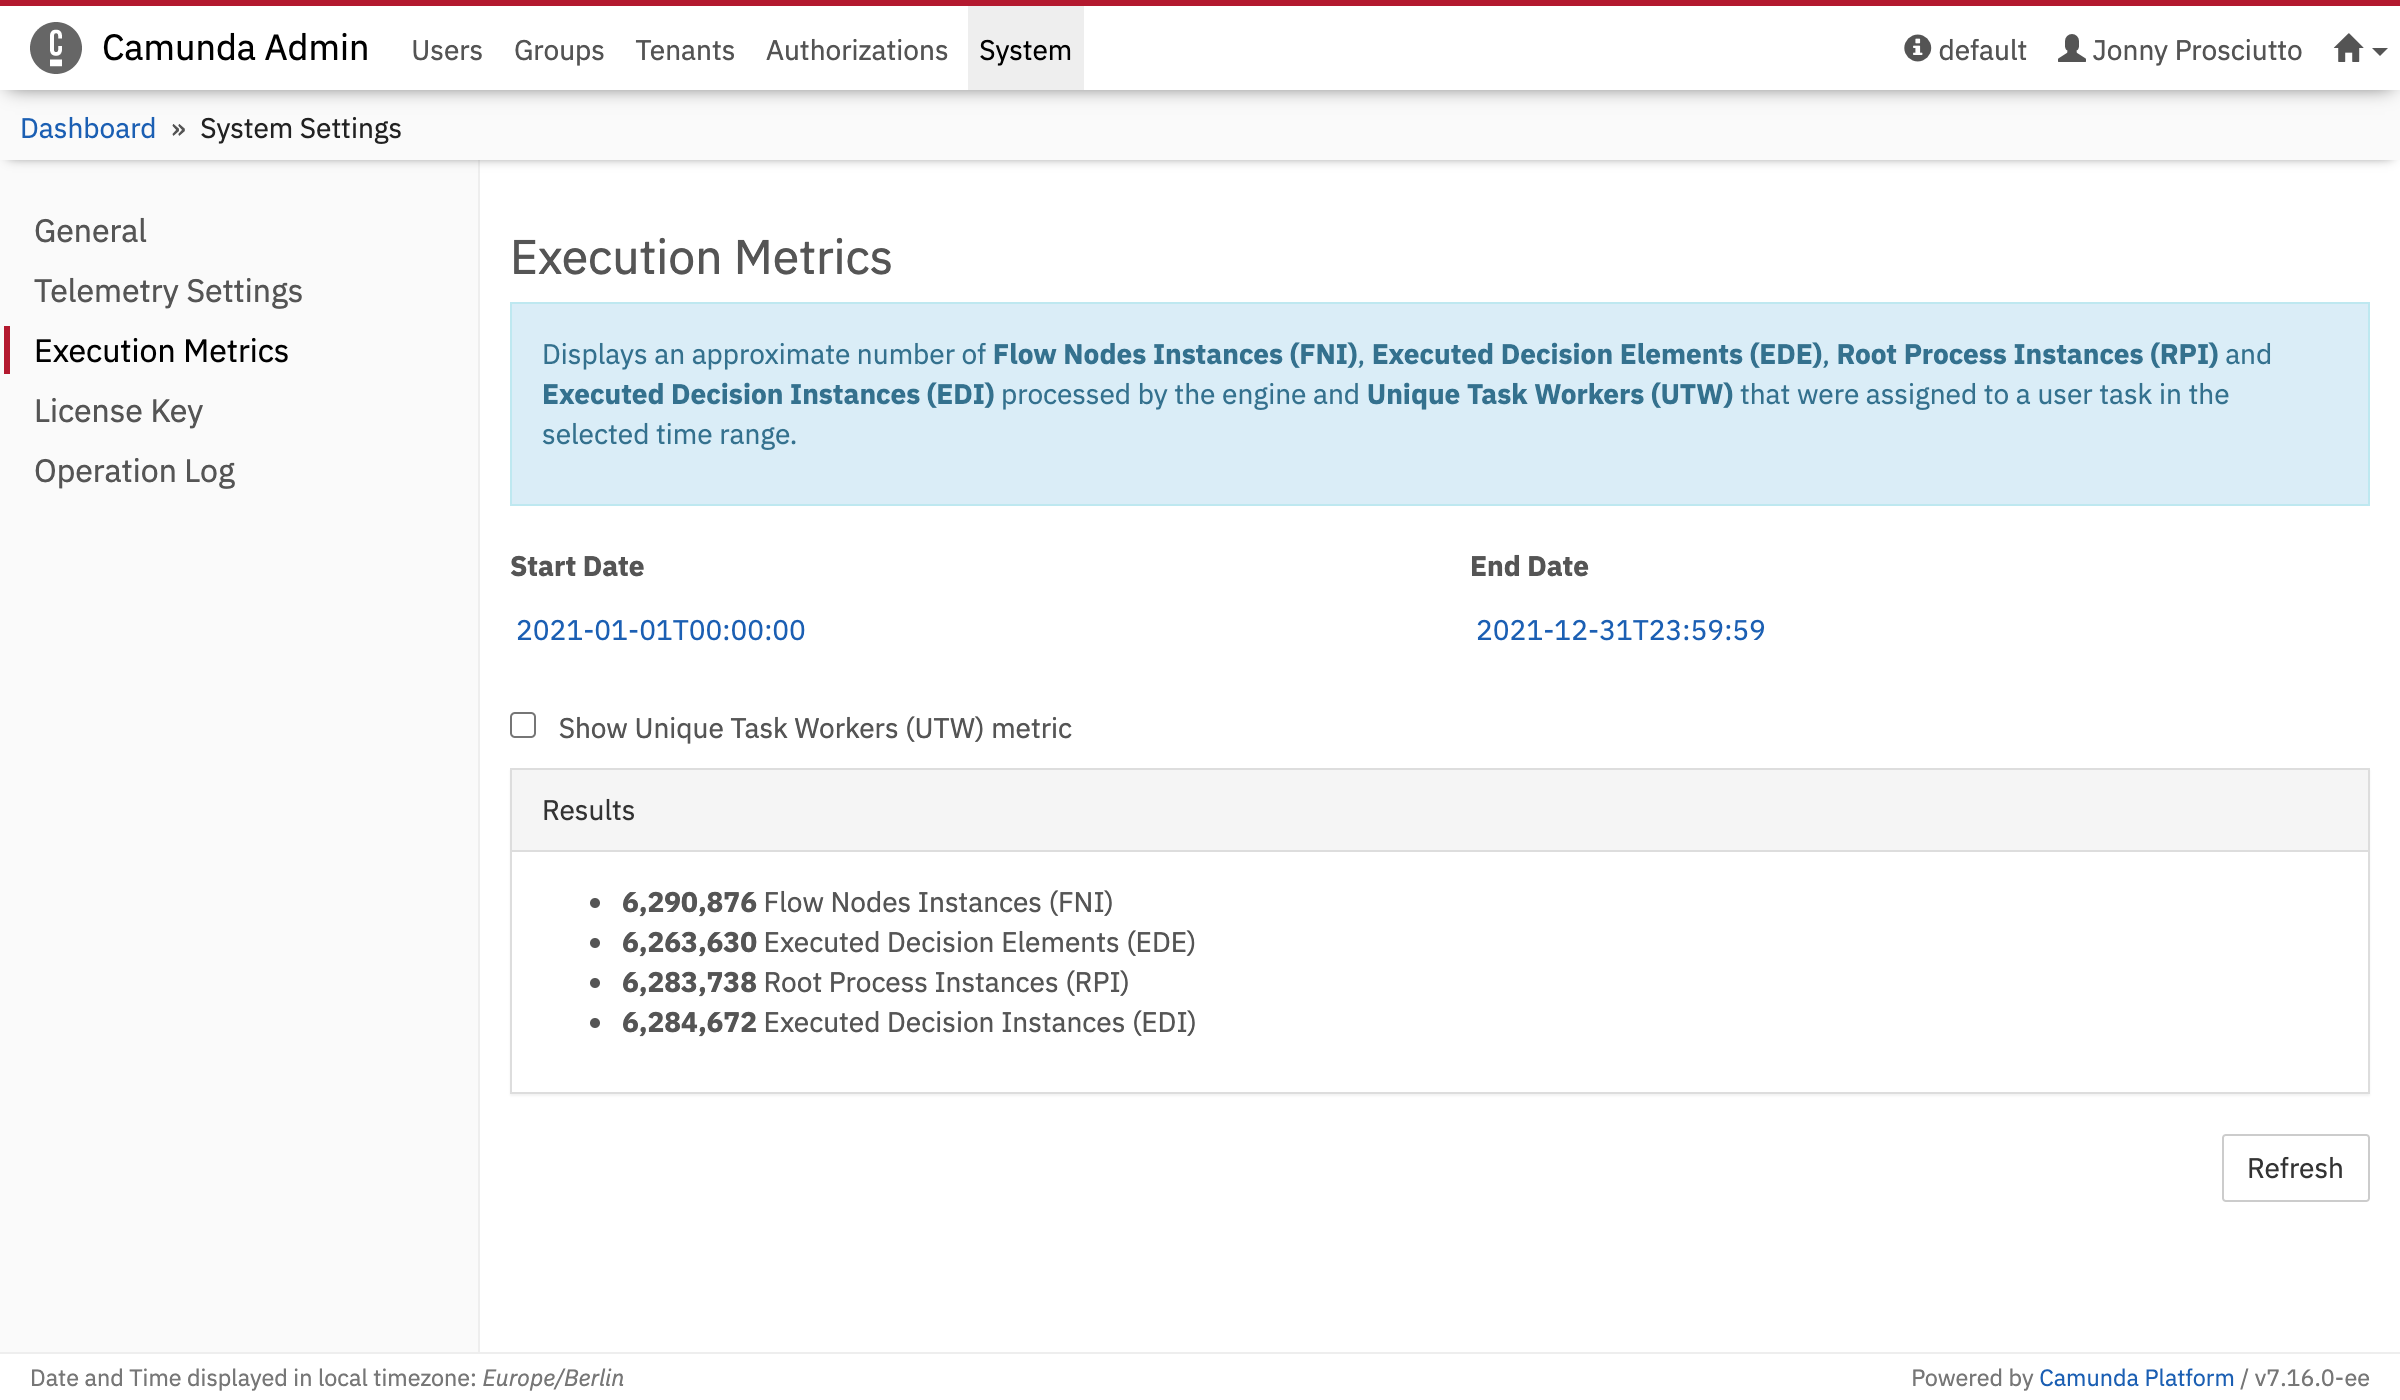 Camunda Admin Users Groups Tenants Authorizations System default Jonny Prosciutto
Dashboard » System Settings
General
Telemetry Settings
Execution Metrics
License Key
Operation Log
Execution Metrics
Displays an approximate number of Flow Nodes Instances (FNI), Executed Decision Elements (EDE), Root Process Instances (RPI) and
Executed Decision Instances (EDI) processed by the engine and Unique Task Workers (UTW) that were assigned to a user task in the
selected time range.
Start Date End Date
2021-01-01T00:00:00 2021-12-31T23:59:59
Show Unique Task Workers (UTW) metric
Results
• 6,290,876 Flow Nodes Instances (FNI)
• 6,263,630 Executed Decision Elements (EDE)
• 6,283,738 Root Process Instances (RPI)
• 6,284,672 Executed Decision Instances (EDI)
Refresh
Date and Time displayed in local timezone: Europe/Berlin Powered by Camunda Platform / v7.16.0-ee